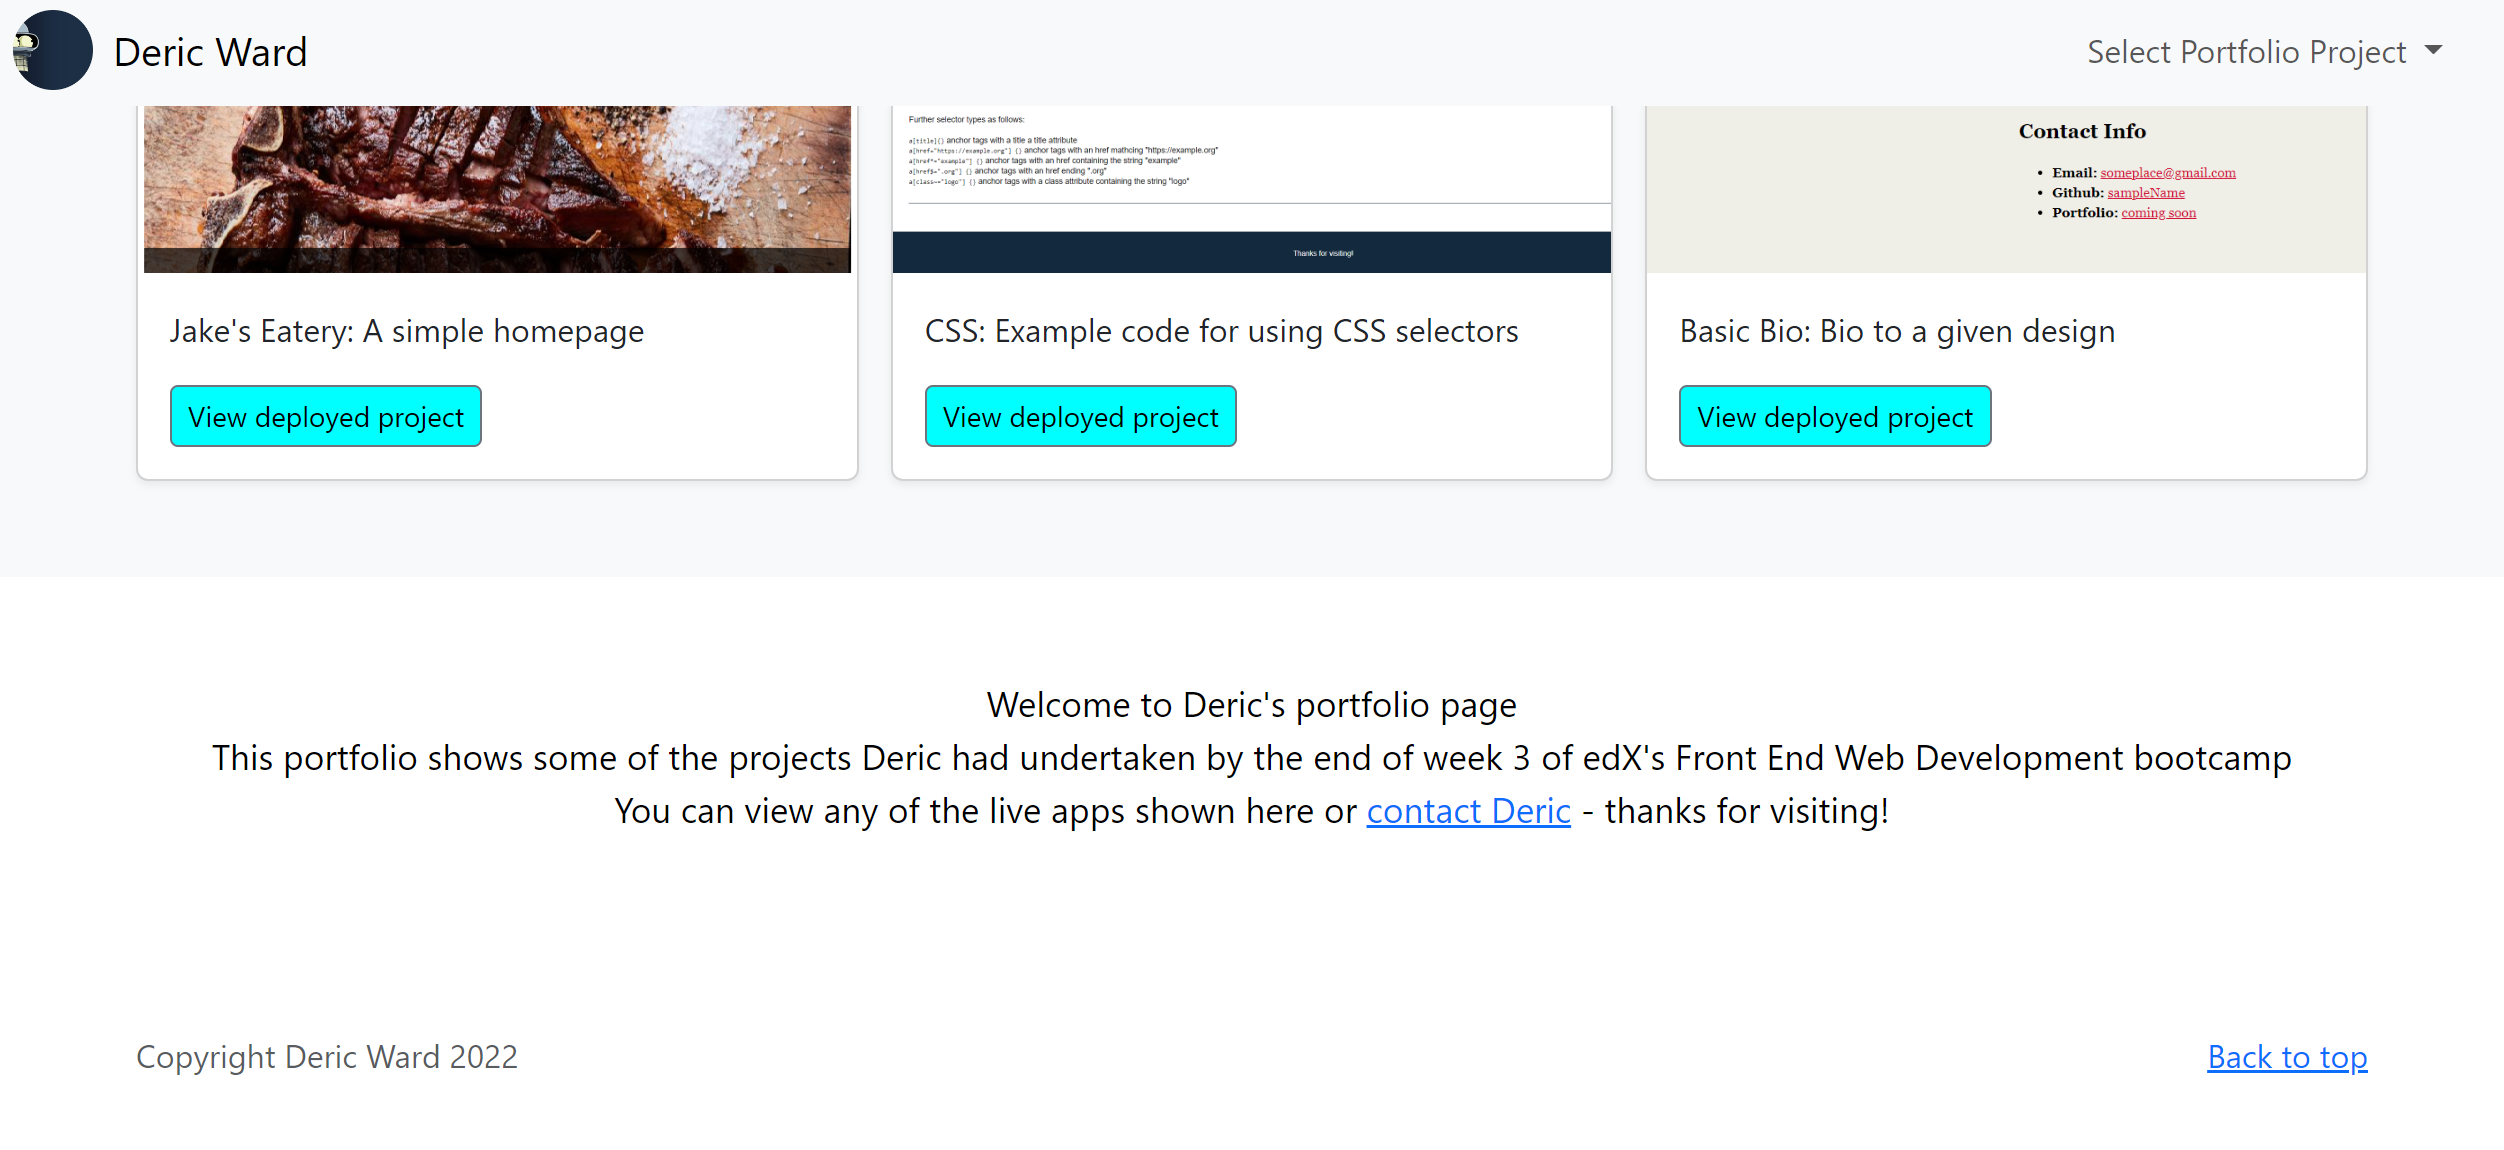 Deric Ward
Select Portfolio Project
Further selector types as follows:
a[title]{} anchor tags with a title a title attribute
a[href="https://example.org"] {} anchor tags with an href mathcing "https://example.org"
a[href*="example"] {} anchor tags with an href containing the string "example"
a[href$=".org"] {} anchor tags with an href ending ".org"
a[class~="logo"] {} anchor tags with a class attribute containing the string "logo"
Thanks for visiting!
Contact Info
Email: someplace@gmail.com
Github: sampleName
Portfolio: coming soon
Jake's Eatery: A simple homepage
View deployed project
CSS: Example code for using CSS selectors
View deployed project
Basic Bio: Bio to a given design
View deployed project
Welcome to Deric's portfolio page
This portfolio shows some of the projects Deric had undertaken by the end of week 3 of edX's Front End Web Development bootcamp
You can view any of the live apps shown here or contact Deric - thanks for visiting!
Copyright Deric Ward 2022
Back to top